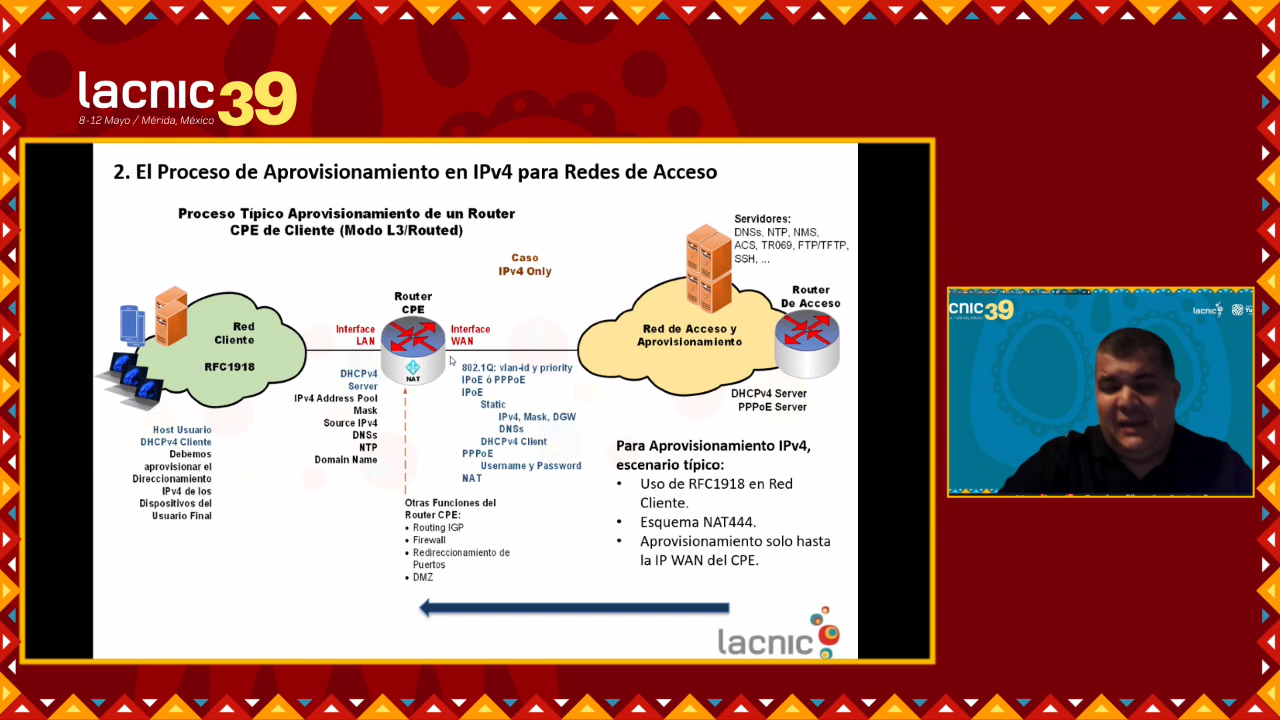 lacnic 39
8-12 Mayo / Mérida, México
2. El Proceso de Aprovisionamiento en IPv4 para Redes de Acceso
Proceso Típico Aprovisionamiento de un Router
CPE de Cliente (Modo L3/Routed)
Caso
IPv4 Only
Servidores:
DNSs, NTP, NMS,
ACS, TR069, FTP/TFTP,
SSH, ...
Router
De Acceso
Router
CPE
Red
Cliente
RFC1918
Interface
LAN
Interface
WAN
Red de Acceso y
Aprovisionamiento
NAT
DHCPv4
Server
IPv4 Address Pool
Mask
Source IPv4
DNSs
NTP
Domain Name
802.1Q: vlan-id y priority
IPoE ó PPPoE
IPoE
Static
IPv4, Mask, DGW
DNSs
DHCPv4 Client
PPPoE
Username y Password
NAT
DHCPv4 Server
PPPoE Server
Host Usuario
DHCPv4 Cliente
Debemos
aprovisionar el
Direccionamiento
IPv4 de los
Dispositivos del
Usuario Final
Otras Funciones del
Router CPE:
• Routing IGP
• Firewall
• Redireccionamiento de
Puertos
• DMZ
Para Aprovisionamiento IPv4,
escenario típico:
• Uso de RFC1918 en Red
Cliente.
• Esquema NAT444.
• Aprovisionamiento solo hasta
la IP WAN del CPE.
lacnic
cnic 39
lacnic